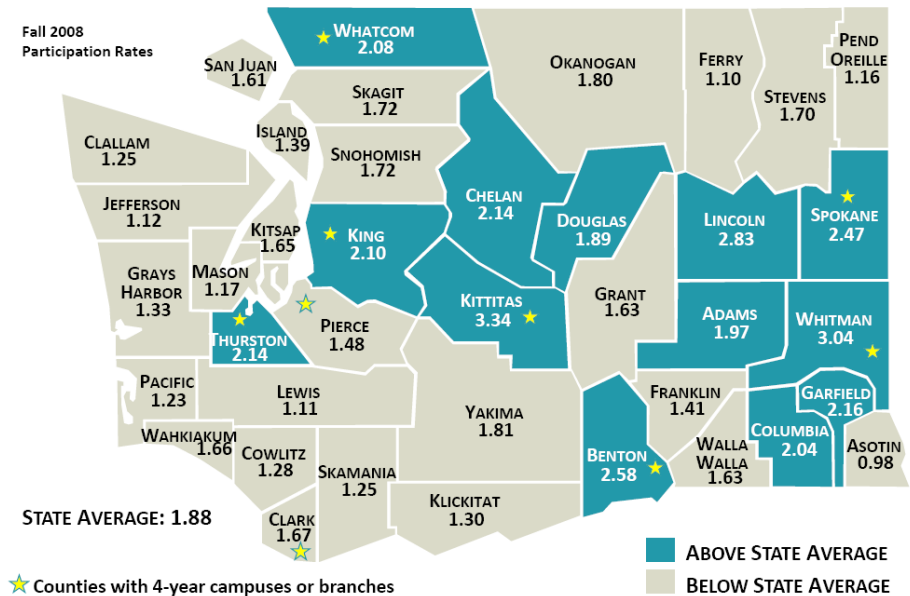 Fall 2008
Participation Rates
WHATCOM
2.08
SAN JUAN
1.61
SKAGIT
1.72
ISLAND
1.39
SNOHOMISH
1.72
OKANOGAN
1.80
FERRY
1.10
STEVENS
1.70
PEND
OREILLE
1.16
CLALLAM
1.25
JEFFERSON
1.12
KITSAP
1.65
KING
2.10
CHELAN
2.14
DOUGLAS
1.89
LINCOLN
2.83
SPOKANE
2.47
GRAYS
HARBOR
1.33
MASON
1.17
THURSTON
2.14
PIERCE
1.48
KITTITAS
3.34
GRANT
1.63
ADAMS
1.97
WHITMAN
3.04
PACIFIC
1.23
LEWIS
1.11
YAKIMA
1.81
FRANKLIN
1.41
GARFIELD
2.16
COLUMBIA
2.04
ASOTIN
0.98
WAHKIAKUM
1.66
COWLITZ
1.28
SKAMANIA
1.25
BENTON
2.58
WALLA
WALLA
1.63
KLICKITAT
1.30
CLARK
1.67
STATE AVERAGE: 1.88
Counties with 4-year campuses or branches
ABOVE STATE AVERAGE
BELOW STATE AVERAGE